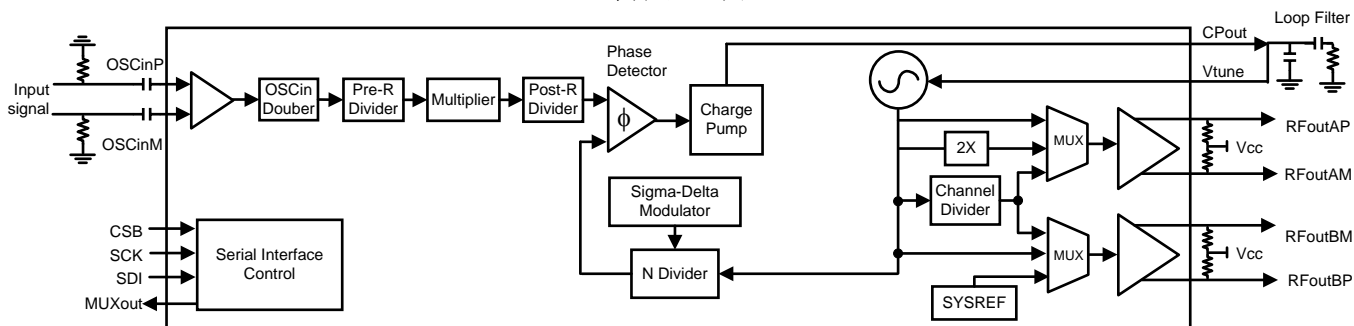 Loop Filter
CPout
OSCinP
Phase
Detector
Vtune
Input
signal
OSCin
Douber
Pre-R
Divider
Multiplier
Post-R
Divider
ϕ
Charge
Pump
OSCinM
MUX
RFoutAP
2X
Vcc
RFoutAM
Sigma-Delta
Modulator
Channel
Divider
CSB
SCK
SDI
MUXout
Serial Interface
Control
N Divider
MUX
RFoutBM
Vcc
RFoutBP
SYSREF